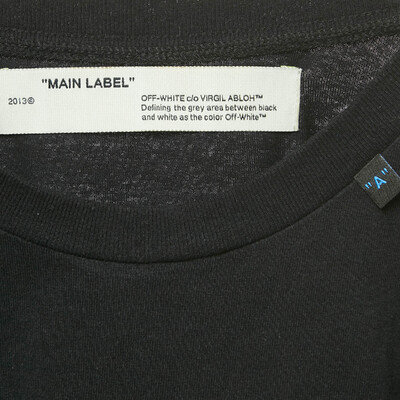 "MAIN LABEL"
2013©
OFF-WHITE c/o VIRGIL ABLOH™
Defining the grey area between black
and white as the color Off-White™
"A"